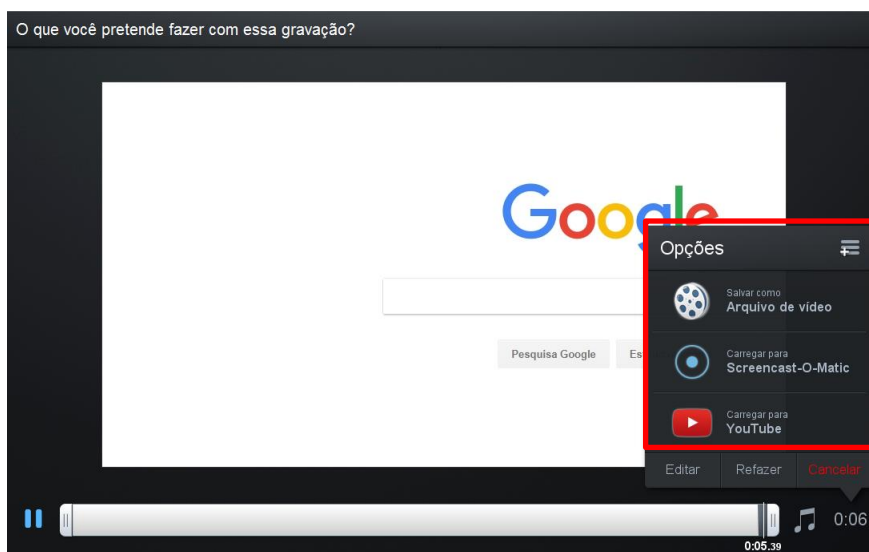 O que você pretende fazer com essa gravação?
Google
Opções
Salvar como
Arquivo de vídeo
Pesquisa Google
Carregar para
Screencast-O-Matic
Carregar para
YouTube
Editar Refazer Cancelar
0:06
0:05.39